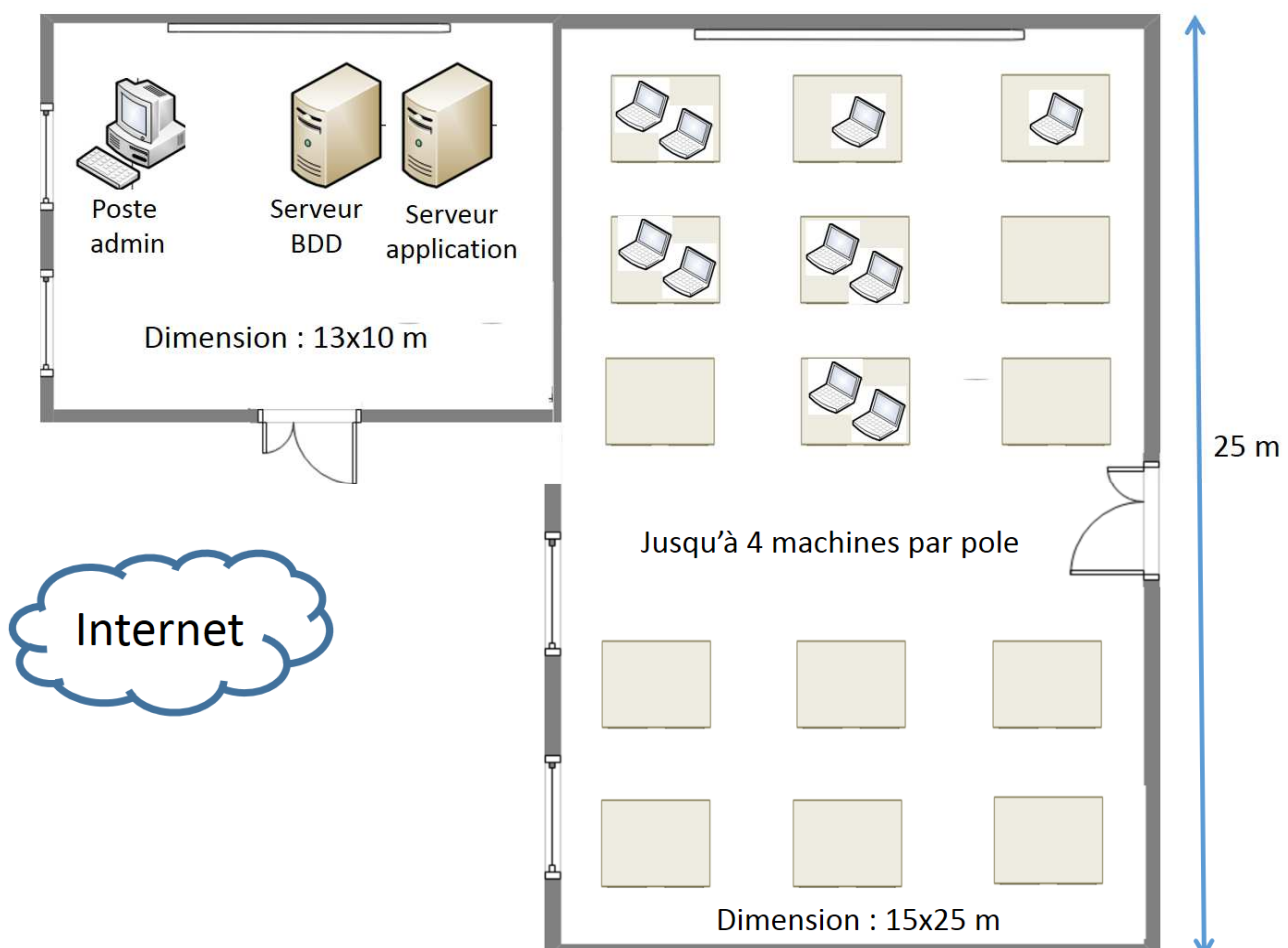 Poste
admin
Serveur
BDD
Serveur
application
Dimension : 13x10 m
25 m
Jusqu'à 4 machines par pole
Internet
Dimension : 15x25 m